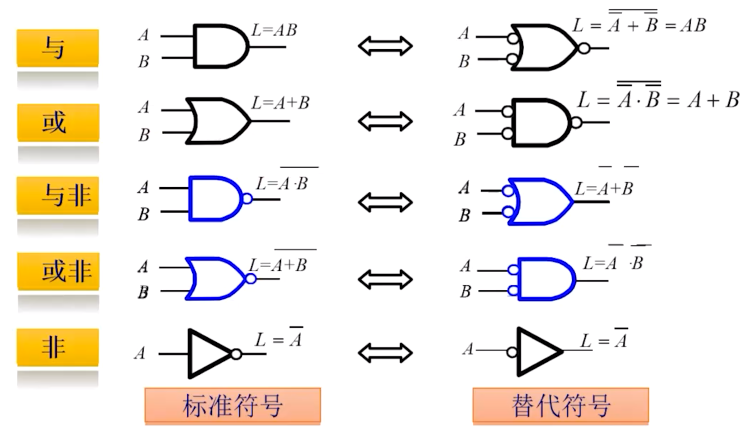 与 A B L=AB A B L = \overline{\overline{A} + \overline{B}} = AB
或 A B L=A+B A B L = \overline{\overline{A} \cdot \overline{B}} = A + B
与非 A B L=\overline{A \cdot B} A B L=\overline{A}+\overline{B}
或非 A B L=\overline{A+B} A B L=\overline{A} \cdot \overline{B}
非 A L = \overline{A} A L = \overline{A}
标准符号 替代符号